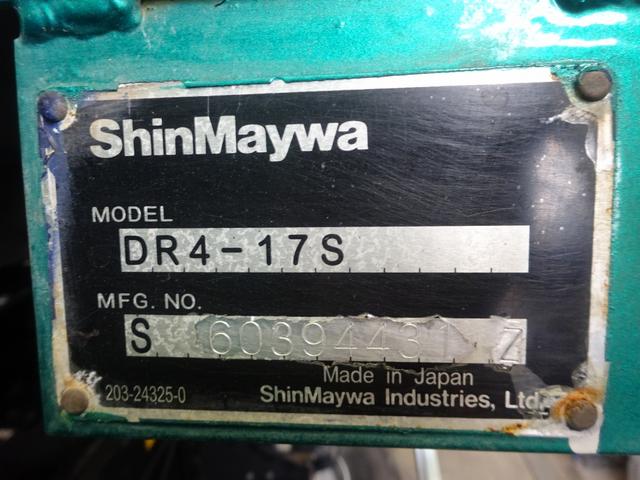 ShinMaywa
MODEL
DR4-17S
MFG. NO.
S 60394431 Z
Made in Japan
203-24325-0
ShinMaywa Industries, Ltd.